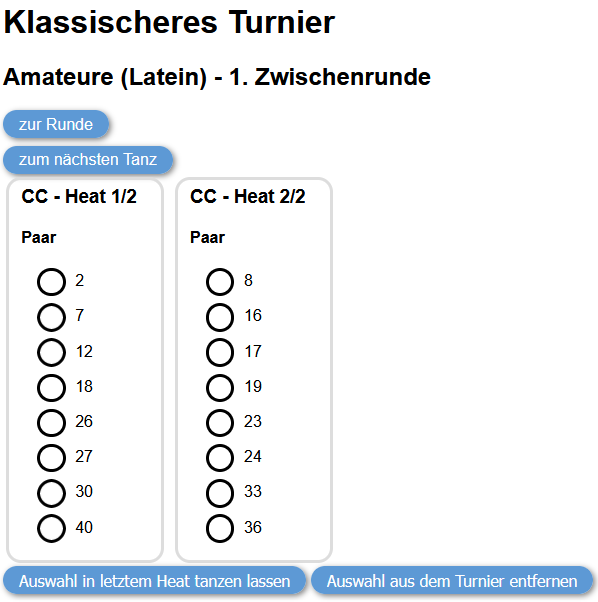 Klassischeres Turnier
Amateure (Latein) - 1. Zwischenrunde
zur Runde
zum nächsten Tanz
CC - Heat 1/2
Paar
2
7
12
18
26
27
30
40
CC - Heat 2/2
Paar
8
16
17
19
23
24
33
36
Auswahl in letztem Heat tanzen lassen
Auswahl aus dem Turnier entfernen